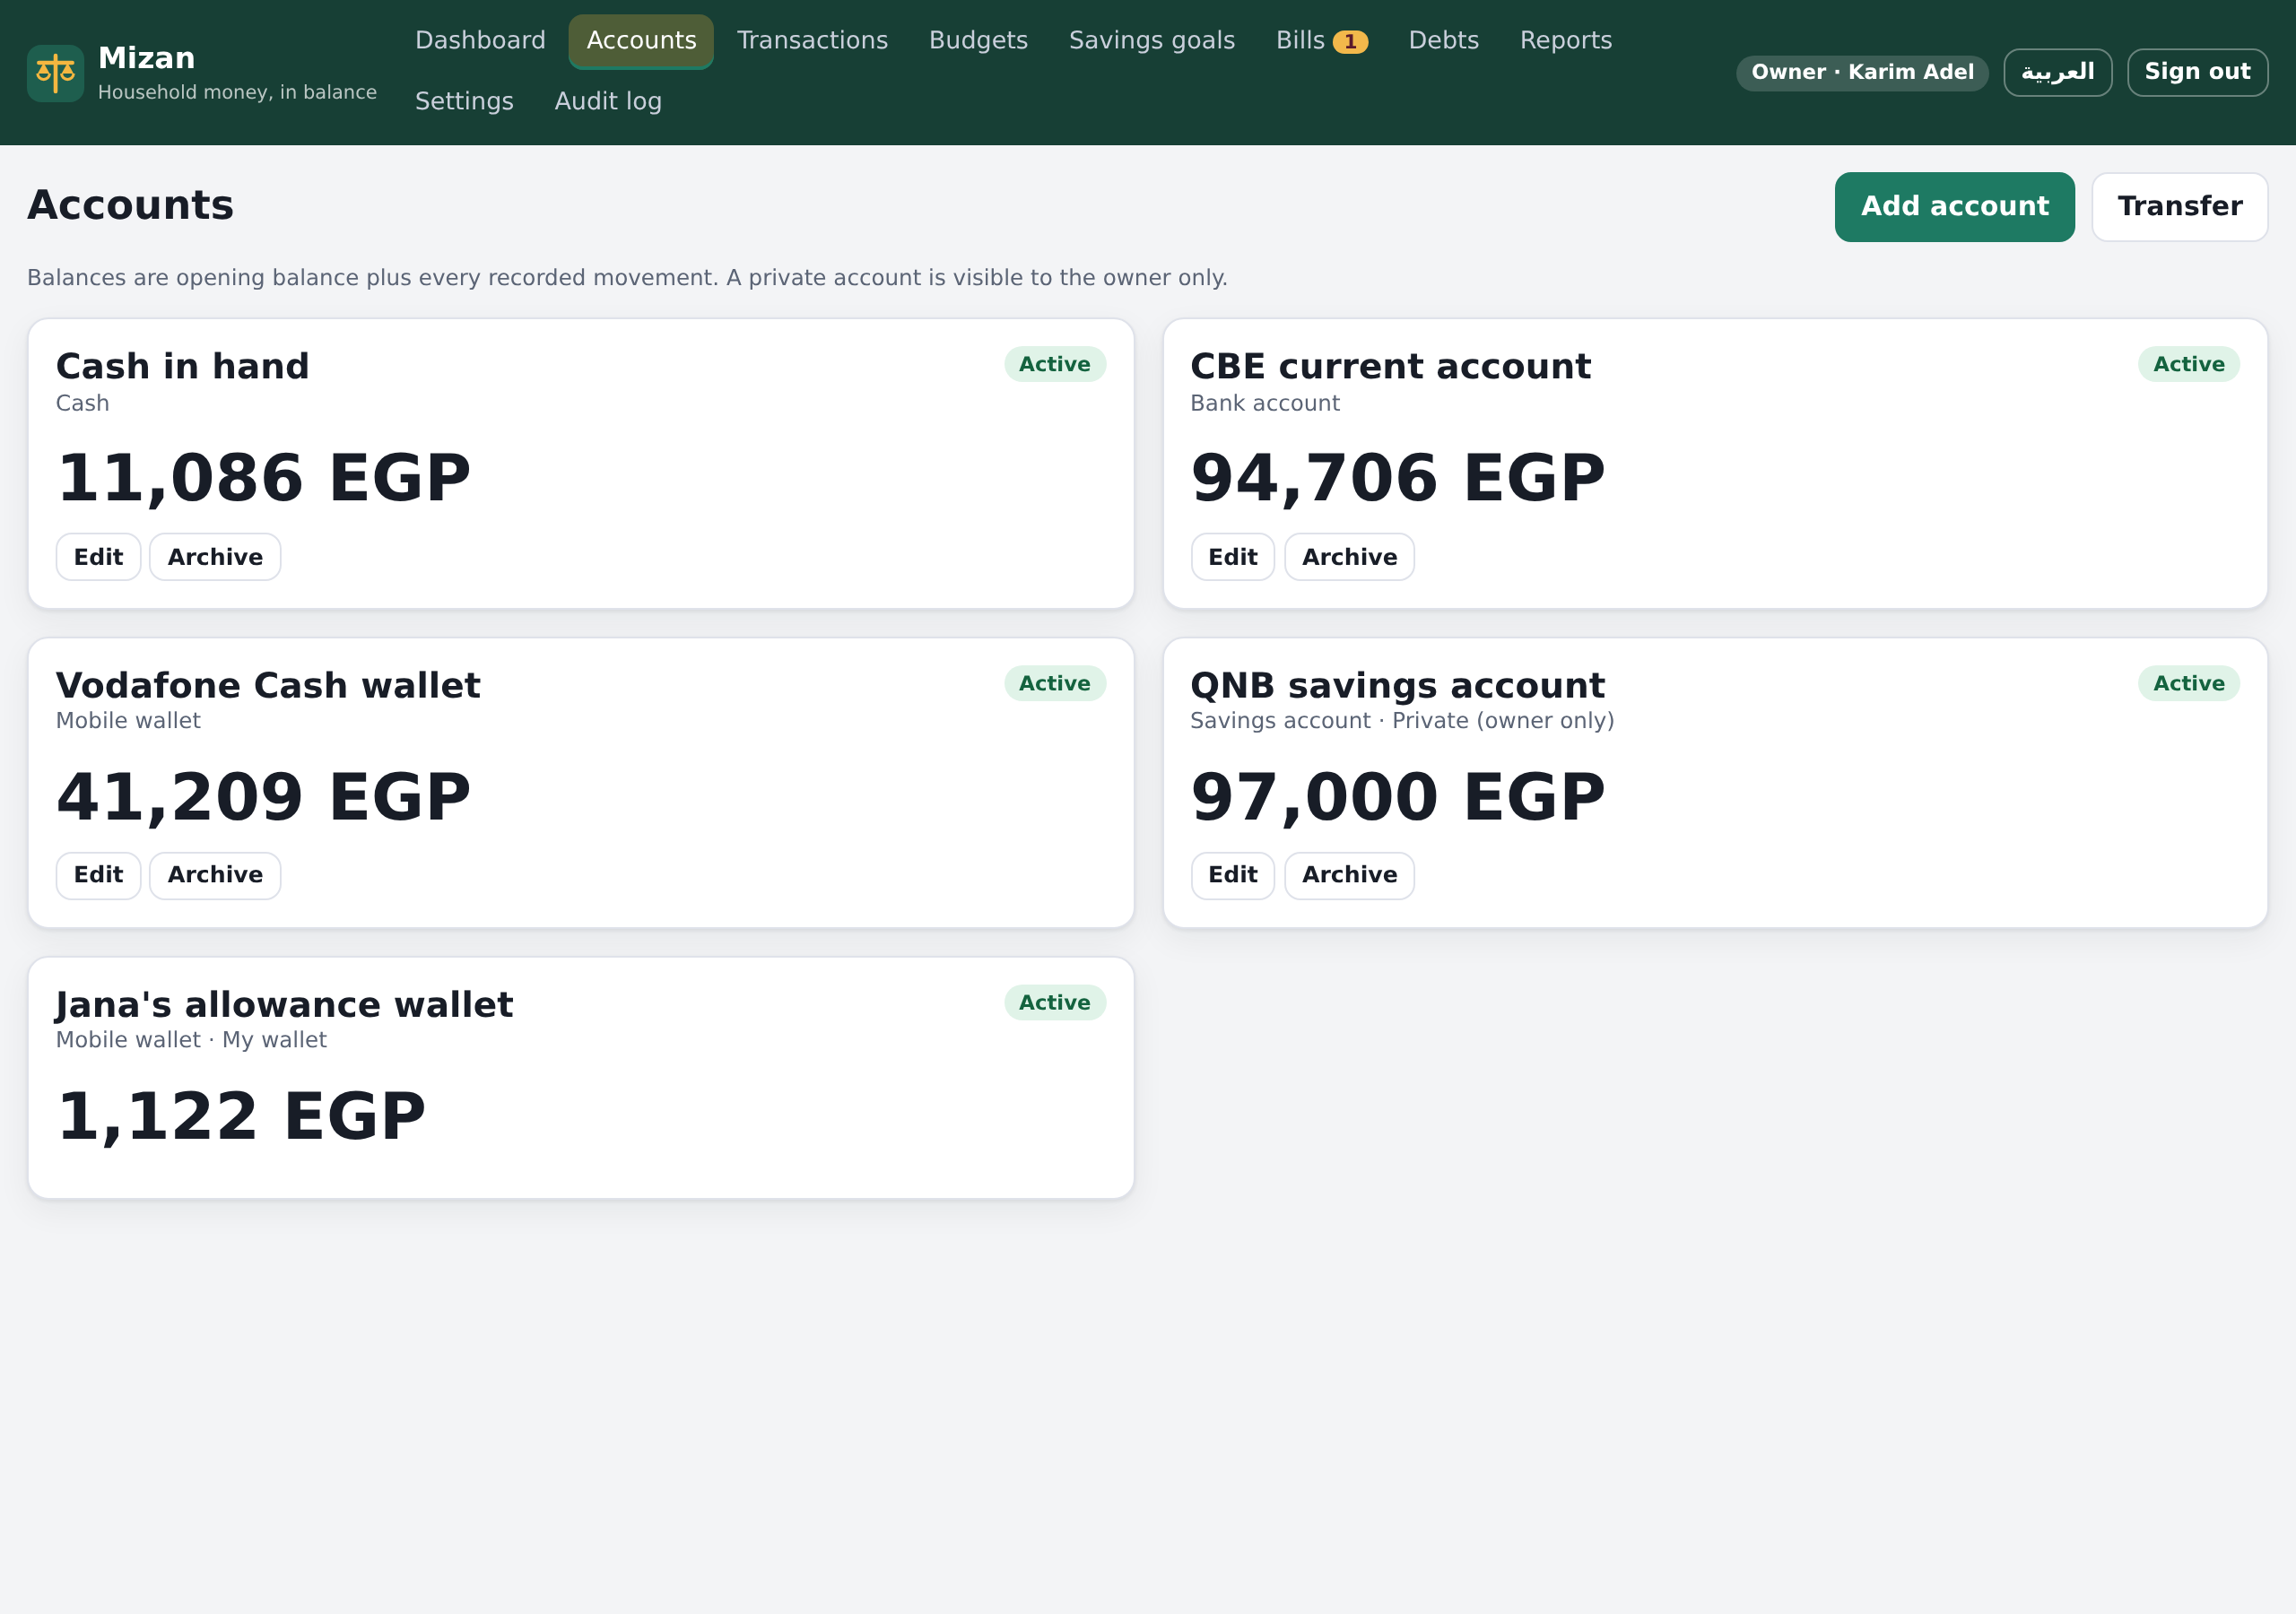 Mizan
Household money, in balance
Dashboard
Accounts
Transactions
Budgets
Savings goals
Bills 1
Debts
Reports
Settings
Audit log
Owner · Karim Adel
العربية
Sign out
Accounts
Add account
Transfer
Balances are opening balance plus every recorded movement. A private account is visible to the owner only.
Cash in hand
Active
Cash
11,086 EGP
Edit
Archive
CBE current account
Active
Bank account
94,706 EGP
Edit
Archive
Vodafone Cash wallet
Active
Mobile wallet
41,209 EGP
Edit
Archive
QNB savings account
Active
Savings account · Private (owner only)
97,000 EGP
Edit
Archive
Jana's allowance wallet
Active
Mobile wallet · My wallet
1,122 EGP